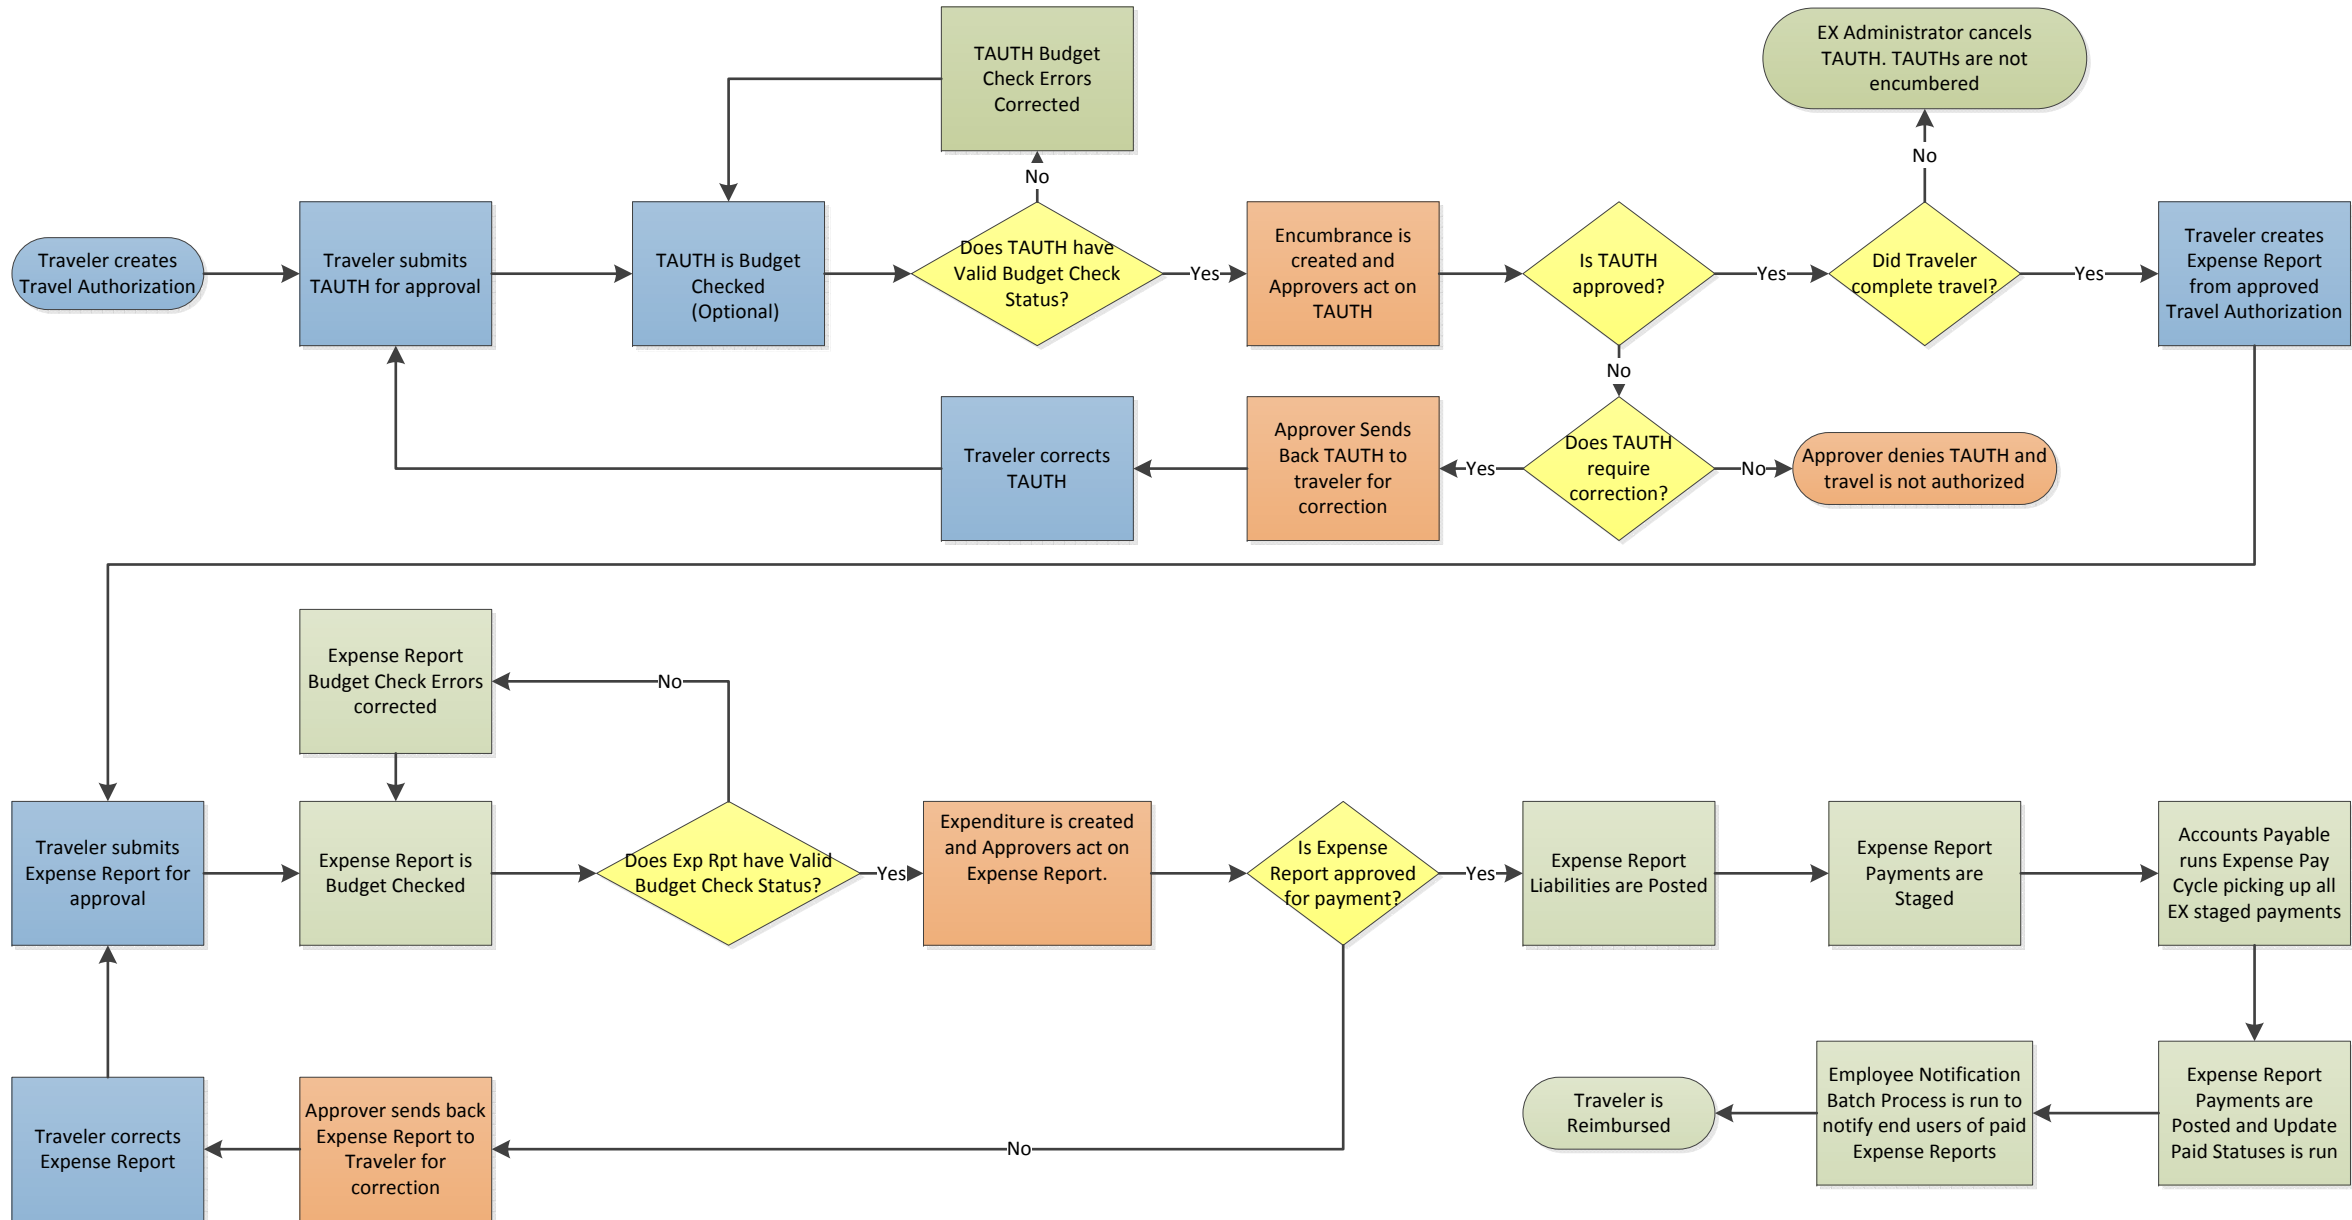 TAUTH Budget
Check Errors
Corrected
EX Administrator cancels
TAUTH. TAUTHs are not
encumbered
No
No
Traveler creates
Travel Authorization
Traveler submits
TAUTH for approval
TAUTH is Budget
Checked
(Optional)
Does TAUTH have
Valid Budget Check
Status?
Yes
Encumbrance is
created and
Approvers act on
TAUTH
Is TAUTH
approved?
Yes
Did Traveler
complete travel?
Yes
Traveler creates
Expense Report
from approved
Travel Authorization
No
Traveler corrects
TAUTH
Approver Sends
Back TAUTH to
traveler for
correction
Yes
Does TAUTH
require
correction?
No
Approver denies TAUTH and
travel is not authorized
Expense Report
Budget Check Errors
corrected
No
Traveler submits
Expense Report for
approval
Expense Report is
Budget Checked
Does Exp Rpt have Valid
Budget Check Status?
Yes
Expenditure is created
and Approvers act on
Expense Report.
Is Expense
Report approved
for payment?
Yes
Expense Report
Liabilities are Posted
Expense Report
Payments are
Staged
Accounts Payable
runs Expense Pay
Cycle picking up all
EX staged payments
Traveler corrects
Expense Report
Approver sends back
Expense Report to
Traveler for
correction
No
Traveler is
Reimbursed
Employee Notification
Batch Process is run to
notify end users of paid
Expense Reports
Expense Report
Payments are
Posted and Update
Paid Statuses is run